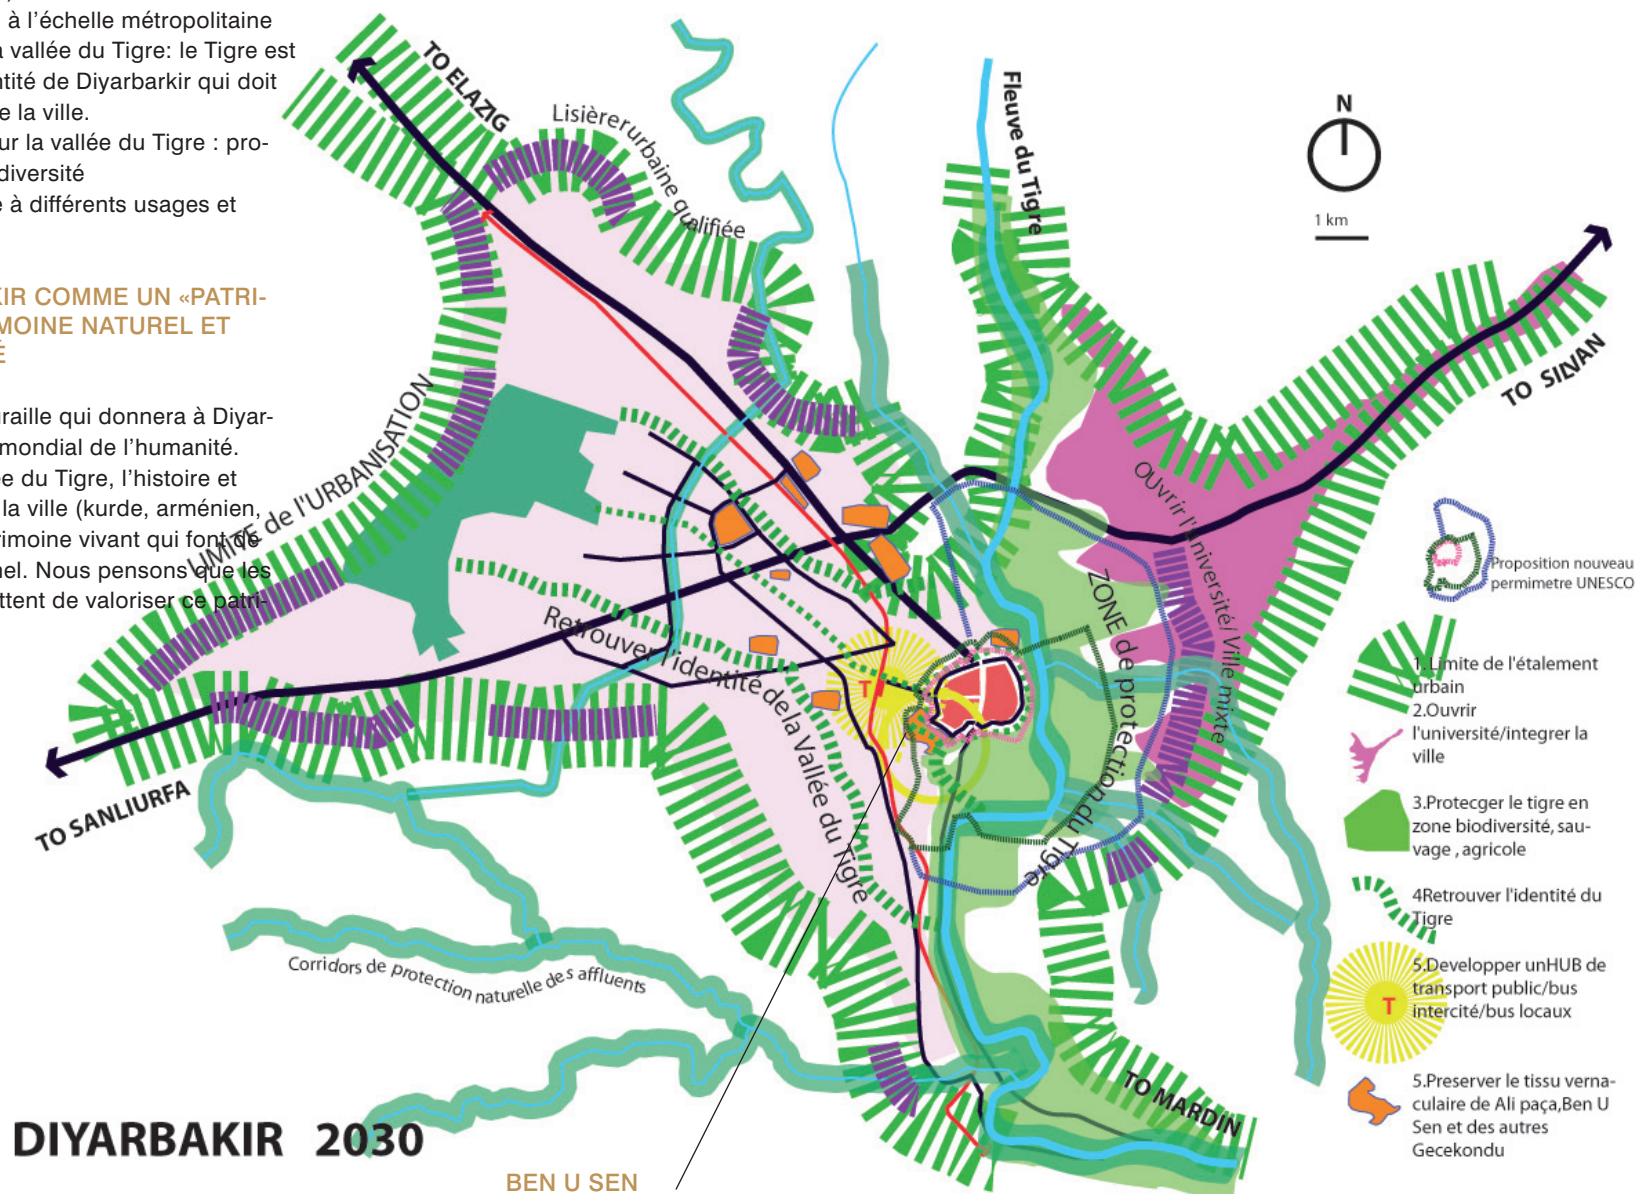 à l'échelle métropolitaine
a vallée du Tigre: le Tigre est
ntité de Diyarbarkir qui doit
e la ville.
ur la vallée du Tigre : pro-
diversité
e à différents usages et
KIR COMME UN «PATRI-
MOINE NATUREL ET
É
uraille qui donnera à Diyar-
mondial de l'humanité.
e du Tigre, l'histoire et
la ville (kurde, arménien,
rimoine vivant qui font de
nel. Nous pensons que les
ttent de valoriser ce patri-
TO ELAZIG
Lisièrerurbaine qualifiée
Fleuve du Tigre
N
1 km
TO SILVAN
LIMITE de l'URBANISATION
OUvrir l'université/ Ville mixte
ZONE de protection du Tigre
Retrouver l'identité de la Vallée du Tigre
T
TO SANLIURFA
Corridors de protection naturelle des affluents
TO MARDIN
Proposition nouveau
permimetre UNESCO
1. Limite de l'étalement
urbain
2.Ouvrir
l'université/integrer la
ville
3.Protecger le tigre en
zone biodiversité, sau-
vage , agricole
4Retrouver l'identité du
Tigre
5.Developper unHUB de
transport public/bus
intercité/bus locaux
T
5.Preserver le tissu verna-
culaire de Ali paça,Ben U
Sen et des autres
Gecekondu
DIYARBAKIR 2030
BEN U SEN